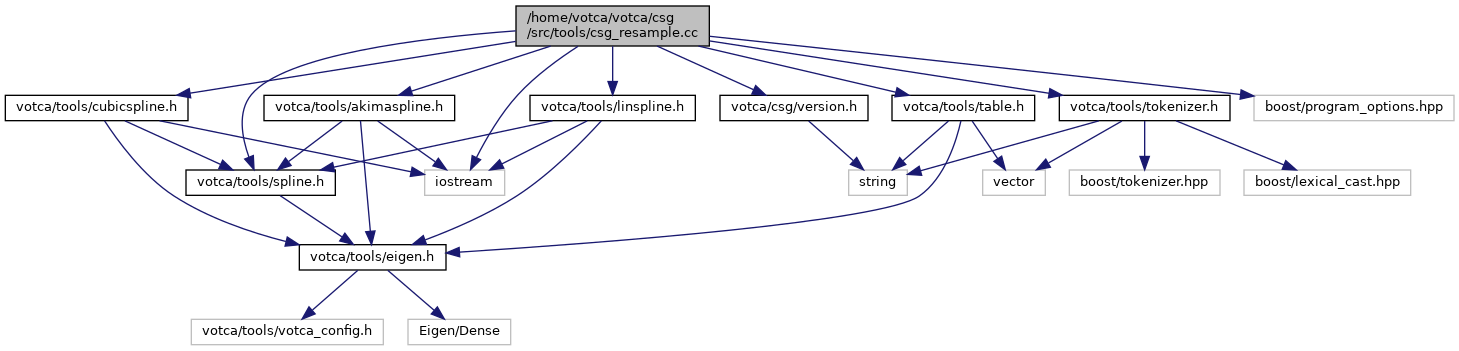 /home/votca/votca/csg
/src/tools/csg_resample.cc
votca/tools/cubicspline.h
votca/tools/akimaspline.h
votca/tools/linspline.h
votca/csg/version.h
votca/tools/table.h
votca/tools/tokenizer.h
boost/program_options.hpp
votca/tools/spline.h
iostream
string
vector
boost/tokenizer.hpp
boost/lexical_cast.hpp
votca/tools/eigen.h
votca/tools/votca_config.h
Eigen/Dense